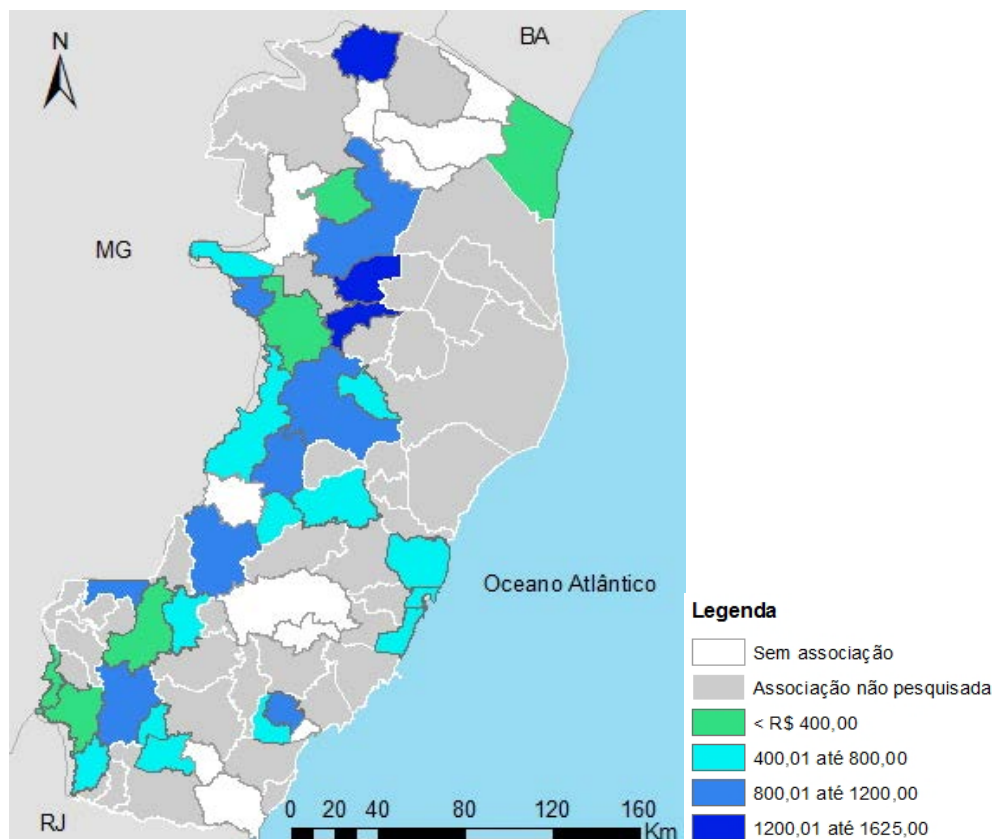 N
BA
MG
Oceano Atlântico
RJ
0 20 40 80 120 160
Km
Legenda
Sem associação
Associação não pesquisada
< R$ 400,00
400,01 até 800,00
800,01 até 1200,00
1200,01 até 1625,00